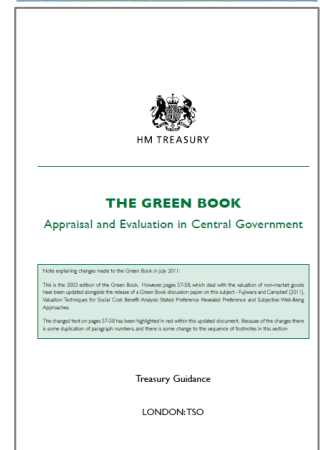 HM TREASURY
THE GREEN BOOK
Appraisal and Evaluation in Central Government
Note explaining changes made to the Green Book in July 2011:
This is the 2003 edition of the Green Book. However, pages 57-58, which deal with the valuation of non-market goods
have been updated alongside the release of a Green Book discussion paper on this subject - Fujiwara and Campbell (2011),
Valuation Techniques for Social Cost Benefit Analysis: Stated Preference Revealed Preference and Subjective Well-Being
Approaches.
The changed text on pages 57-58 has been highlighted in red within this updated document. Because of the changes there
is some duplication of paragraph numbers, and there is some change to the sequence of footnotes in this section
Treasury Guidance
LONDON:TSO